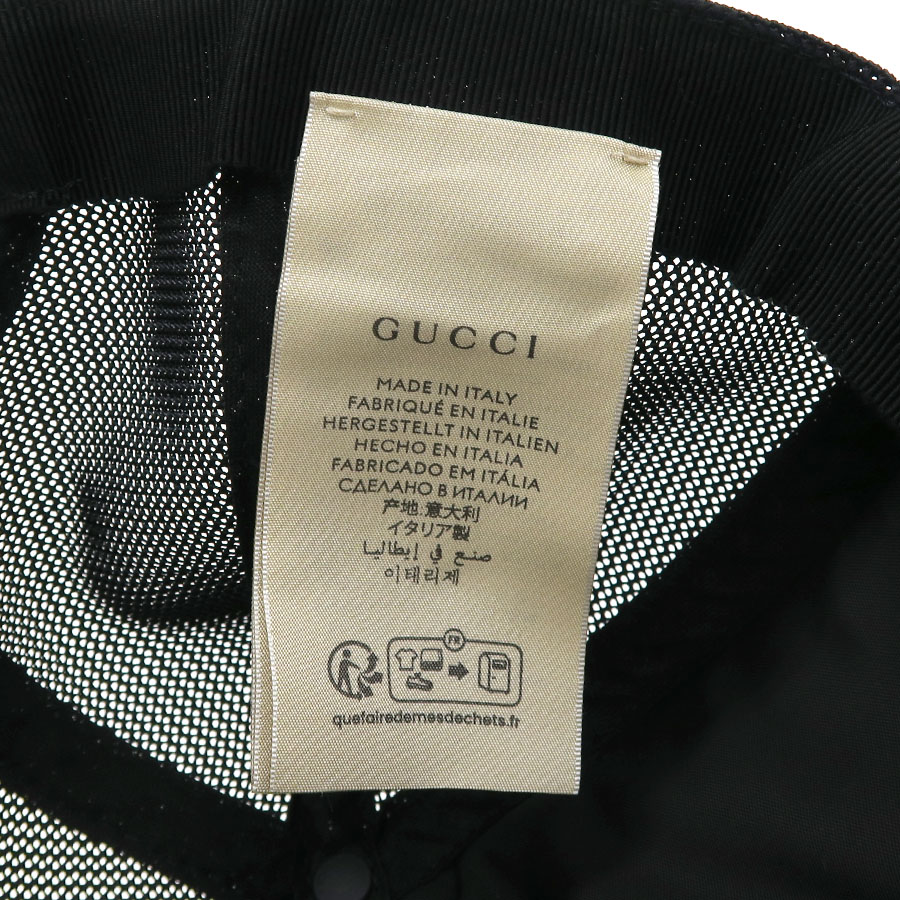 GUCCI
MADE IN ITALY
FABRIQUÉ EN ITALIE
HERGESTELLT IN ITALIEN
HECHO EN ITALIA
FABRICADO EM ITÁLIA
СДЕЛАНО В ИТАЛИИ
产地.意大利
イタリア製
صنع في إيطاليا
이테리제
FR
quefairedemesdechets.fr